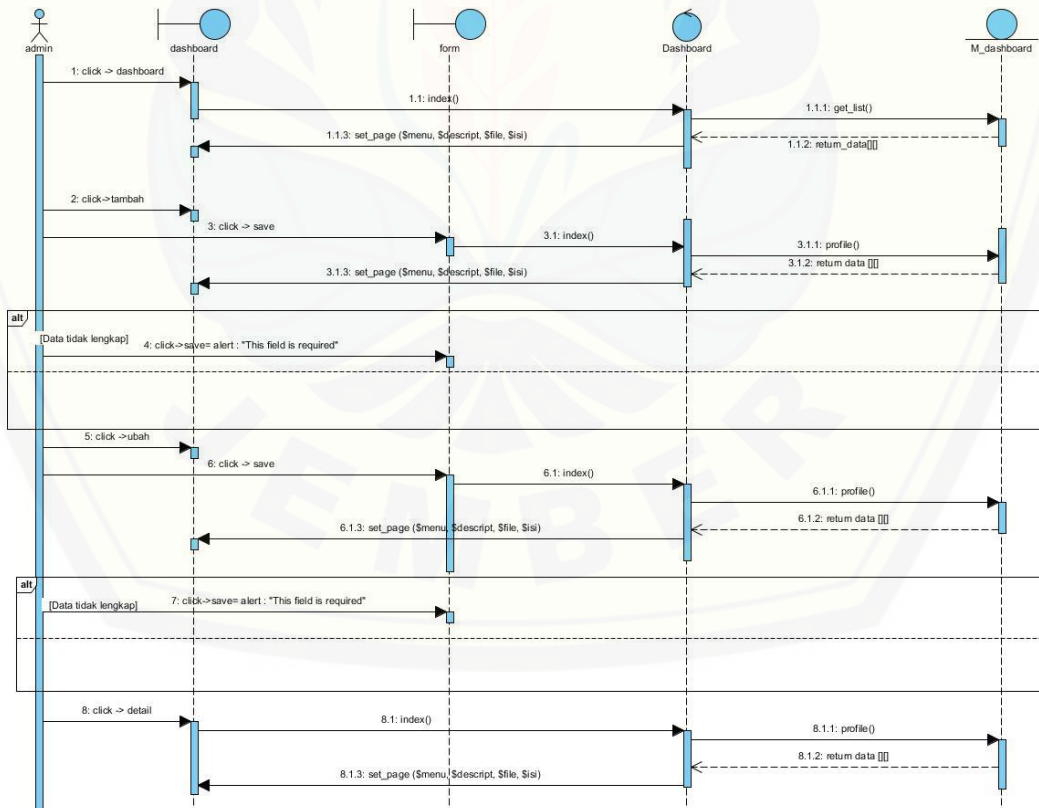 admin
dashboard
form
Dashboard
M_dashboard
1: click -> dashboard
1.1: index()
1.1.1: get_list()
1.1.2: return_data[][]
1.1.3: set_page ($menu, $descript, $file, $isi)
2: click->tambah
3: click -> save
3.1: index()
3.1.1: profile()
3.1.2: return data [][]
3.1.3: set_page ($menu, $descript, $file, $isi)
alt
[Data tidak lengkap]
4: click->save= alert : "This field is required"
5: click ->ubah
6: click -> save
6.1: index()
6.1.1: profile()
6.1.2: return data [][]
6.1.3: set_page ($menu, $descript, $file, $isi)
alt
[Data tidak lengkap]
7: click->save= alert : "This field is required"
8: click -> detail
8.1: index()
8.1.1: profile()
8.1.2: return data [][]
8.1.3: set_page ($menu, $descript, $file, $isi)
JEMBER